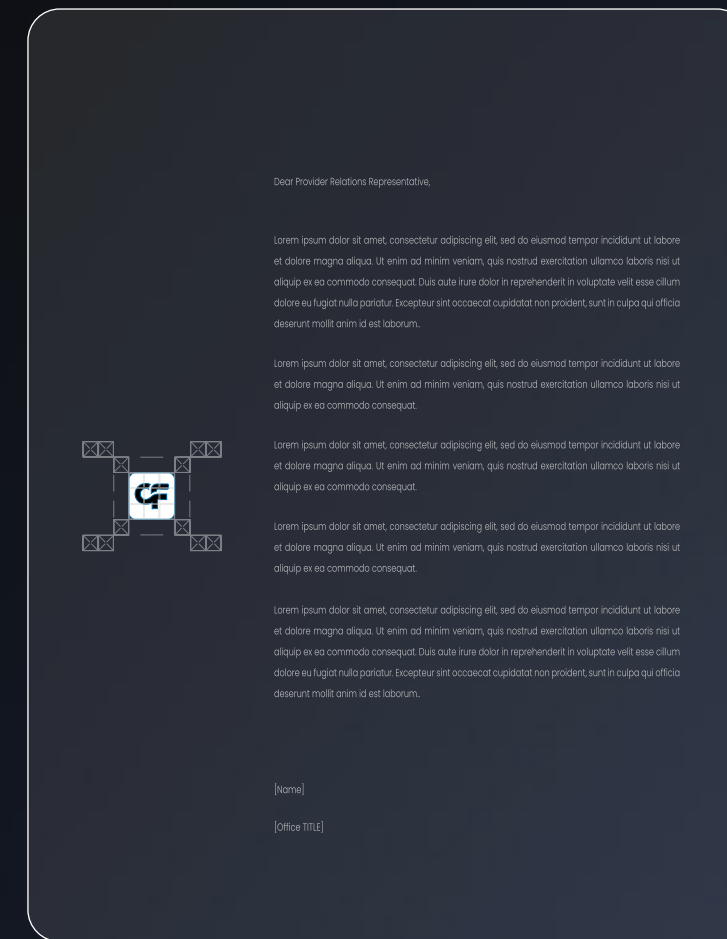 Dear Provider Relations Representative,
Lorem ipsum dolor sit amet, consectetur adipiscing elit, sed do eiusmod tempor incididunt ut labore
et dolore magna aliqua. Ut enim ad minim veniam, quis nostrud exercitation ullamco laboris nisi ut
aliquip ex ea commodo consequat. Duis aute irure dolor in reprehenderit in voluptate velit esse cillum
dolore eu fugiat nulla pariatur. Excepteur sint occaecat cupidatat non proident, sunt in culpa qui officia
deserunt mollit anim id est laborum..
Lorem ipsum dolor sit amet, consectetur adipiscing elit, sed do eiusmod tempor incididunt ut labore
et dolore magna aliqua. Ut enim ad minim veniam, quis nostrud exercitation ullamco laboris nisi ut
aliquip ex ea commodo consequat.
Lorem ipsum dolor sit amet, consectetur adipiscing elit, sed do eiusmod tempor incididunt ut labore
et dolore magna aliqua. Ut enim ad minim veniam, quis nostrud exercitation ullamco laboris nisi ut
aliquip ex ea commodo consequat.
CF
Lorem ipsum dolor sit amet, consectetur adipiscing elit, sed do eiusmod tempor incididunt ut labore
et dolore magna aliqua. Ut enim ad minim veniam, quis nostrud exercitation ullamco laboris nisi ut
aliquip ex ea commodo consequat.
Lorem ipsum dolor sit amet, consectetur adipiscing elit, sed do eiusmod tempor incididunt ut labore
et dolore magna aliqua. Ut enim ad minim veniam, quis nostrud exercitation ullamco laboris nisi ut
aliquip ex ea commodo consequat. Duis aute irure dolor in reprehenderit in voluptate velit esse cillum
dolore eu fugiat nulla pariatur. Excepteur sint occaecat cupidatat non proident, sunt in culpa qui officia
deserunt mollit anim id est laborum..
[Name]
[Office TITLE]